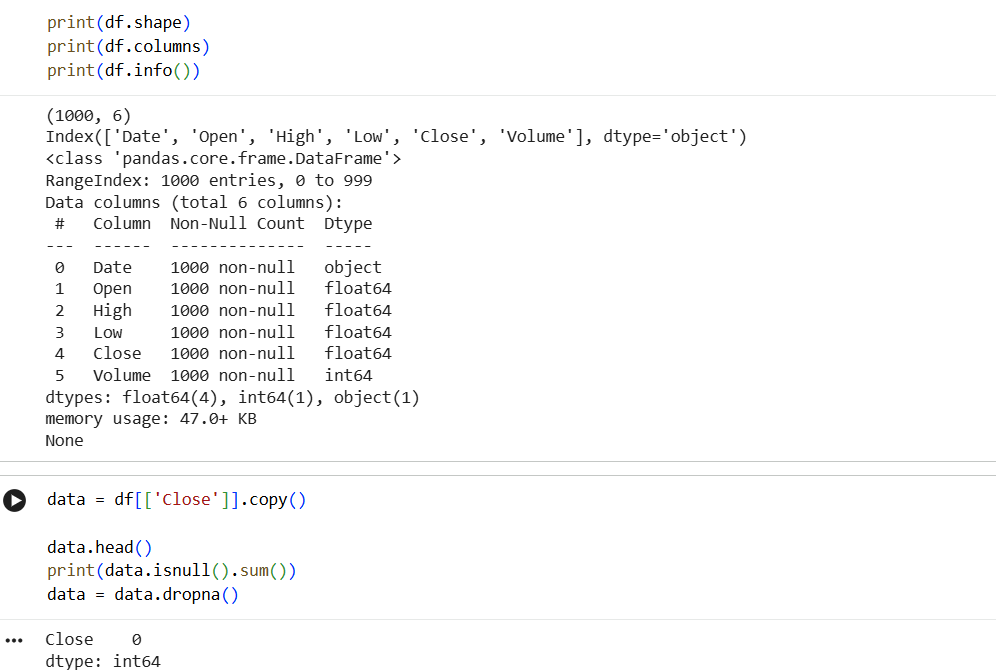 print(df.shape)
print(df.columns)
print(df.info())
(1000, 6)
Index(['Date', 'Open', 'High', 'Low', 'Close', 'Volume'], dtype='object')
<class 'pandas.core.frame.DataFrame'>
RangeIndex: 1000 entries, 0 to 999
Data columns (total 6 columns):
 #   Column  Non-Null Count  Dtype
---  ------  --------------  -----
 0   Date    1000 non-null   object
 1   Open    1000 non-null   float64
 2   High    1000 non-null   float64
 3   Low     1000 non-null   float64
 4   Close   1000 non-null   float64
 5   Volume  1000 non-null   int64
dtypes: float64(4), int64(1), object(1)
memory usage: 47.0+ KB
None
data = df[['Close']].copy()
data.head()
print(data.isnull().sum())
data = data.dropna()
Close    0
dtype: int64